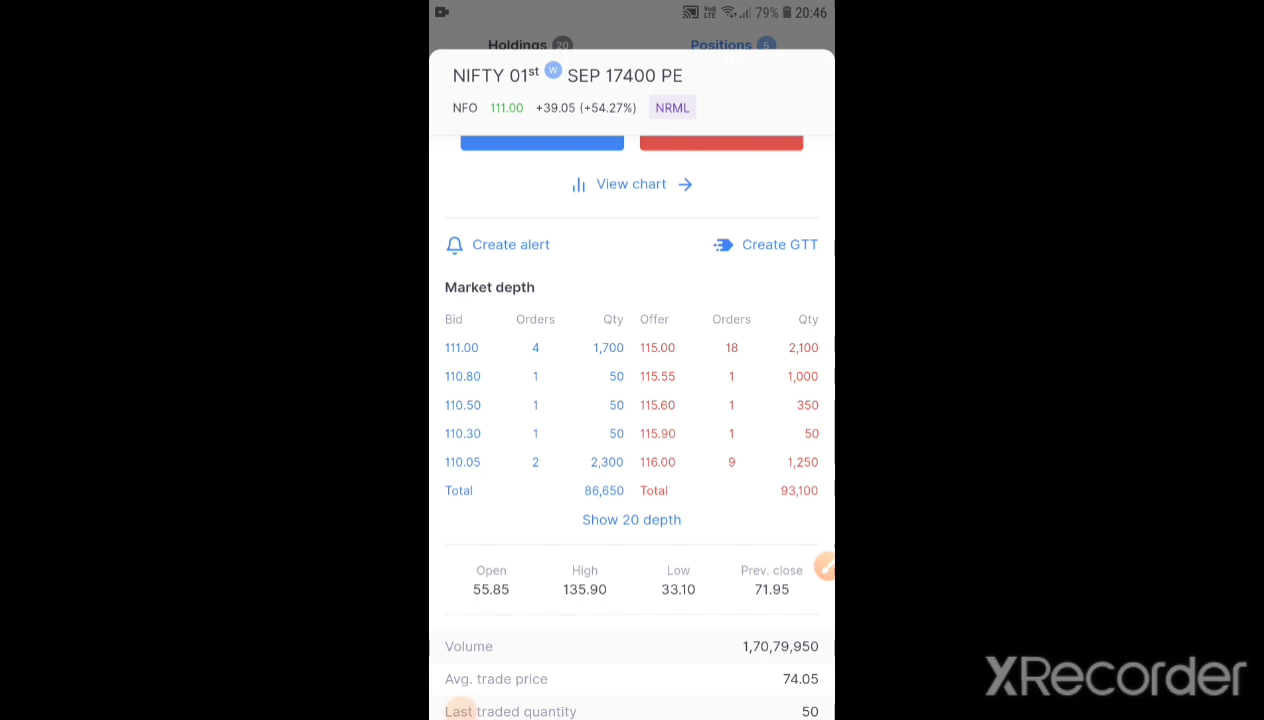 Vo) LTE 79% 20:46
Holdings 20 Positions 5
NIFTY 01st W SEP 17400 PE
NFO 111.00 +39.05 (+54.27%) NRML
View chart
Create alert Create GTT
Market depth
Bid Orders Qty Offer Orders Qty
111.00 4 1,700 115.00 18 2,100
110.80 1 50 115.55 1 1,000
110.50 1 50 115.60 1 350
110.30 1 50 115.90 1 50
110.05 2 2,300 116.00 9 1,250
Total 86,650 Total 93,100
Show 20 depth
Open High Low Prev. close
55.85 135.90 33.10 71.95
Volume 1,70,79,950
Avg. trade price 74.05
Last traded quantity 50
XRecorder